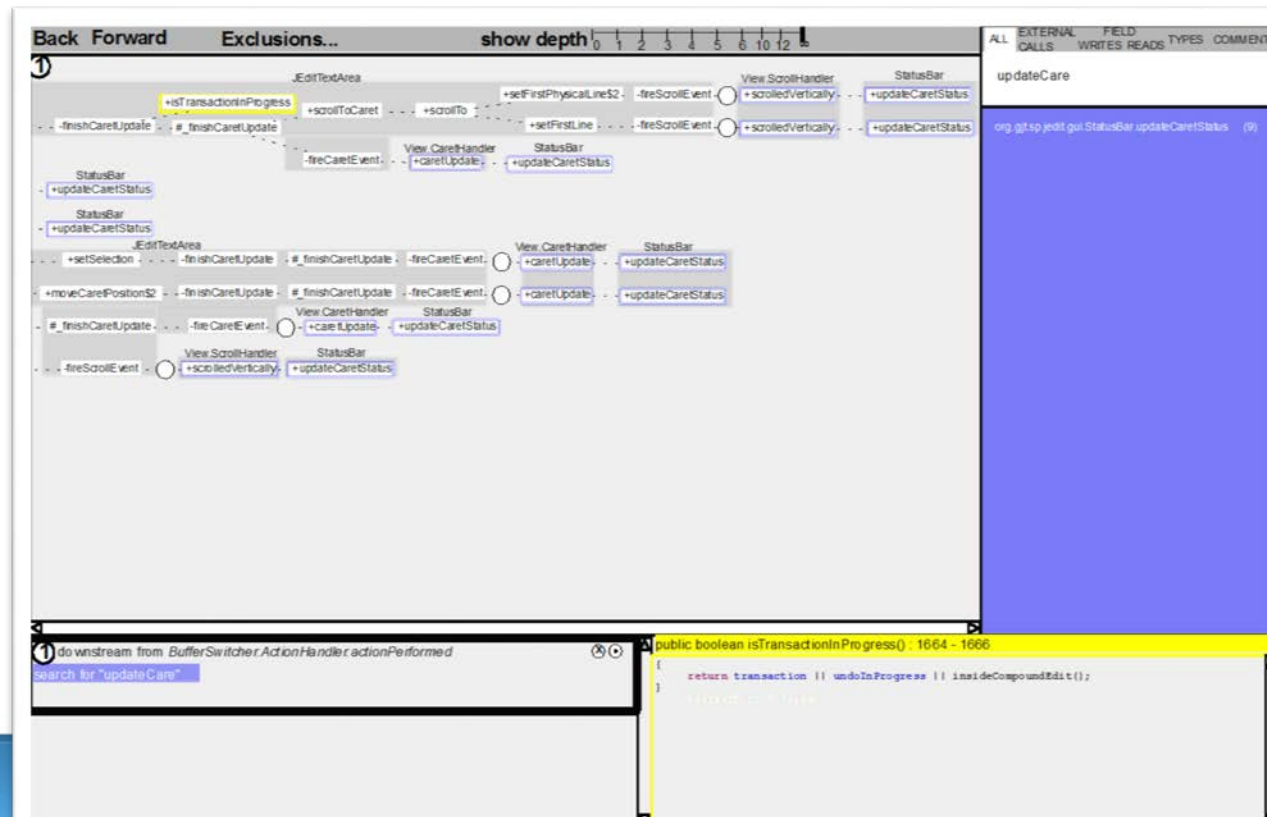 Back Forward Exclusions... show depth 0 1 2 3 4 5 6 10 12 ∞
ALL EXTERNAL CALLS FIELD WRITES READS TYPES COMMENT
updateCare
org.gjt.sp.jedit.gui.StatusBar.updateCaretStatus (9)
1
JEditTextArea View.ScrollHandler StatusBar
+isTransactionInProgress +scrollToCaret +scrollTo +setFirstPhysicalLine$2 -fireScrollEvent +scrolledVertically +updateCaretStatus
-finishCaretUpdate #_finishCaretUpdate +setFirstLine -fireScrollEvent +scrolledVertically +updateCaretStatus
View.CaretHandler StatusBar
-fireCaretEvent +caretUpdate +updateCaretStatus
StatusBar
+updateCaretStatus
StatusBar
+updateCaretStatus
JEditTextArea View.CaretHandler StatusBar
+setSelection -finishCaretUpdate #_finishCaretUpdate -fireCaretEvent +caretUpdate +updateCaretStatus
+moveCaretPosition$2 -finishCaretUpdate #_finishCaretUpdate -fireCaretEvent +caretUpdate +updateCaretStatus
View.CaretHandler StatusBar
#_finishCaretUpdate -fireCaretEvent +caretUpdate +updateCaretStatus
View.ScrollHandler StatusBar
-fireScrollEvent +scrolledVertically +updateCaretStatus
1 downstream from BufferSwitcher.ActionHandler.actionPerformed
search for "updateCare"
public boolean isTransactionInProgress() : 1664 - 1666
{
return transaction || undoInProgress || insideCompoundEdit();
}